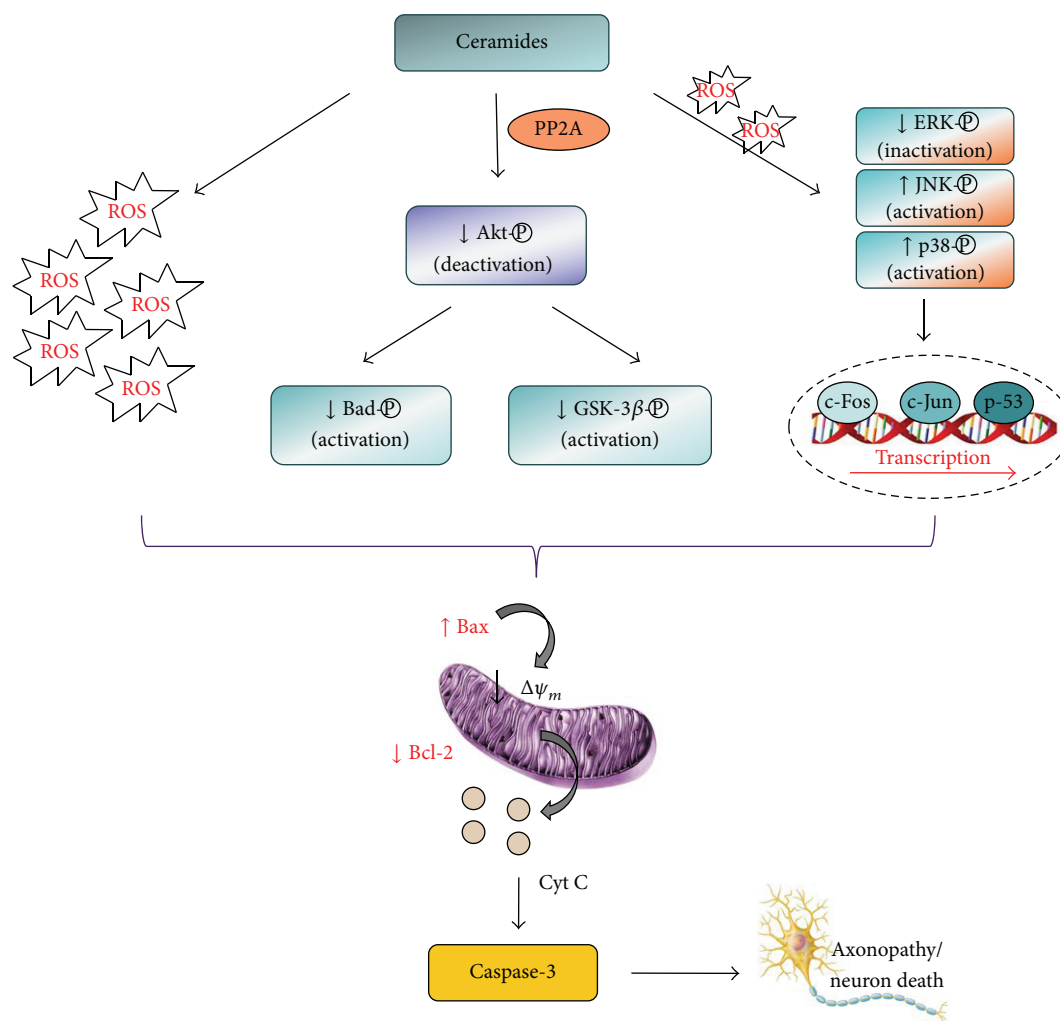 Ceramides
ROS
ROS
PP2A
↓ ERK-Ⓟ
(inactivation)
↑ JNK-Ⓟ
(activation)
↑ p38-Ⓟ
(activation)
ROS
ROS
ROS
ROS
ROS
↓ Akt-Ⓟ
(deactivation)
↓ Bad-Ⓟ
(activation)
↓ GSK-3β-Ⓟ
(activation)
c-Fos
c-Jun
p-53
Transcription
↑ Bax
↓ Δψm
↓ Bcl-2
Cyt C
Caspase-3
Axonopathy/
neuron death